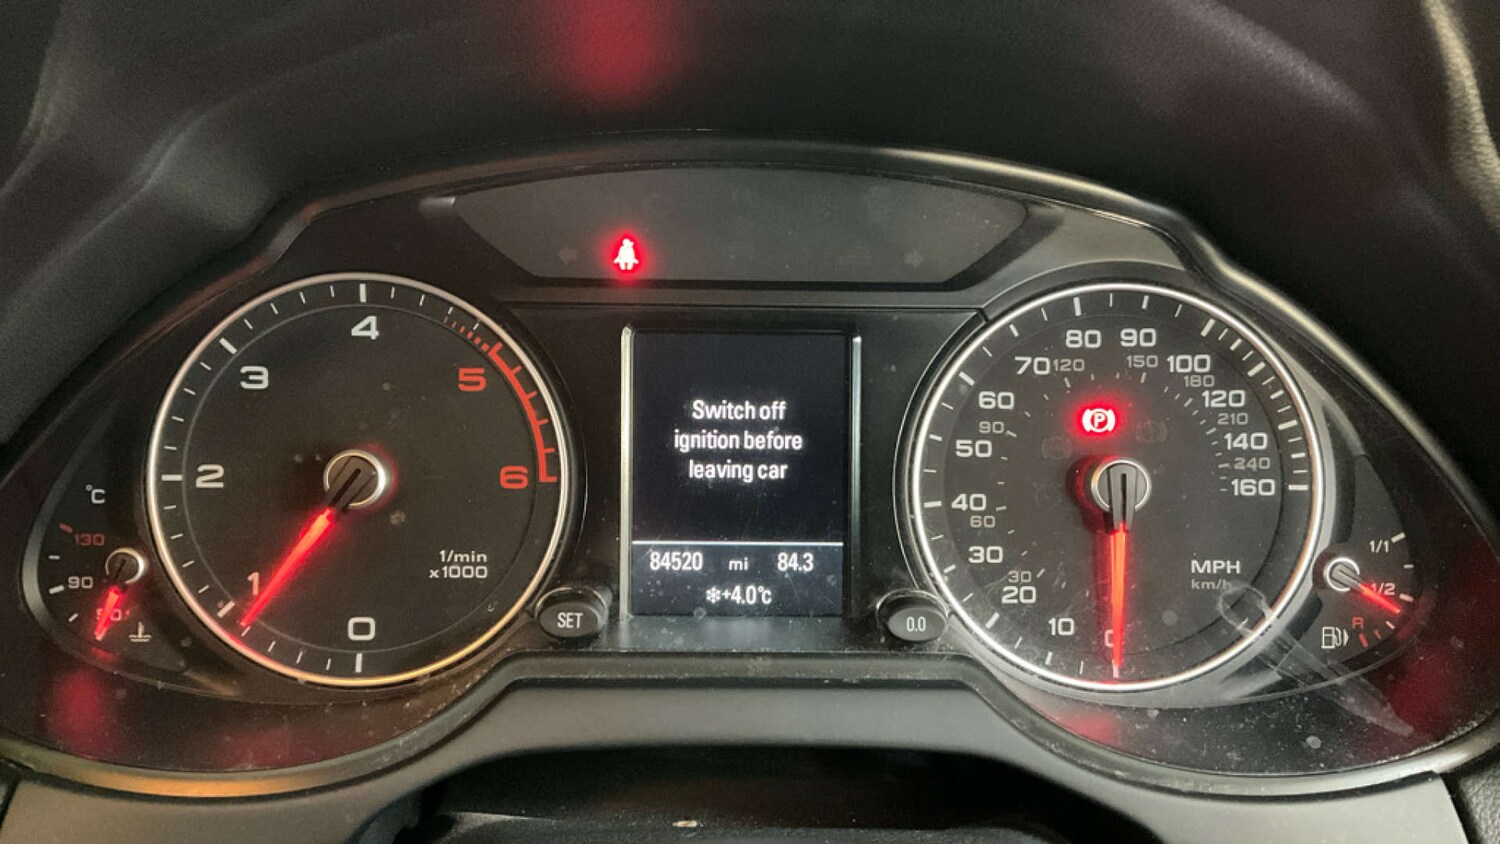 4
3
5
2
6
1
0
1/min
x1000
°C
130
90
50
SET
Switch off
ignition before
leaving car
84520 mi 84.3
❄+4.0°C
0.0
80 90
70 120 150 100
180
60 120
90 210
50 140
240
40 160
60
30 MPH
30 km/h
20
10 0
P
1/1
1/2
R